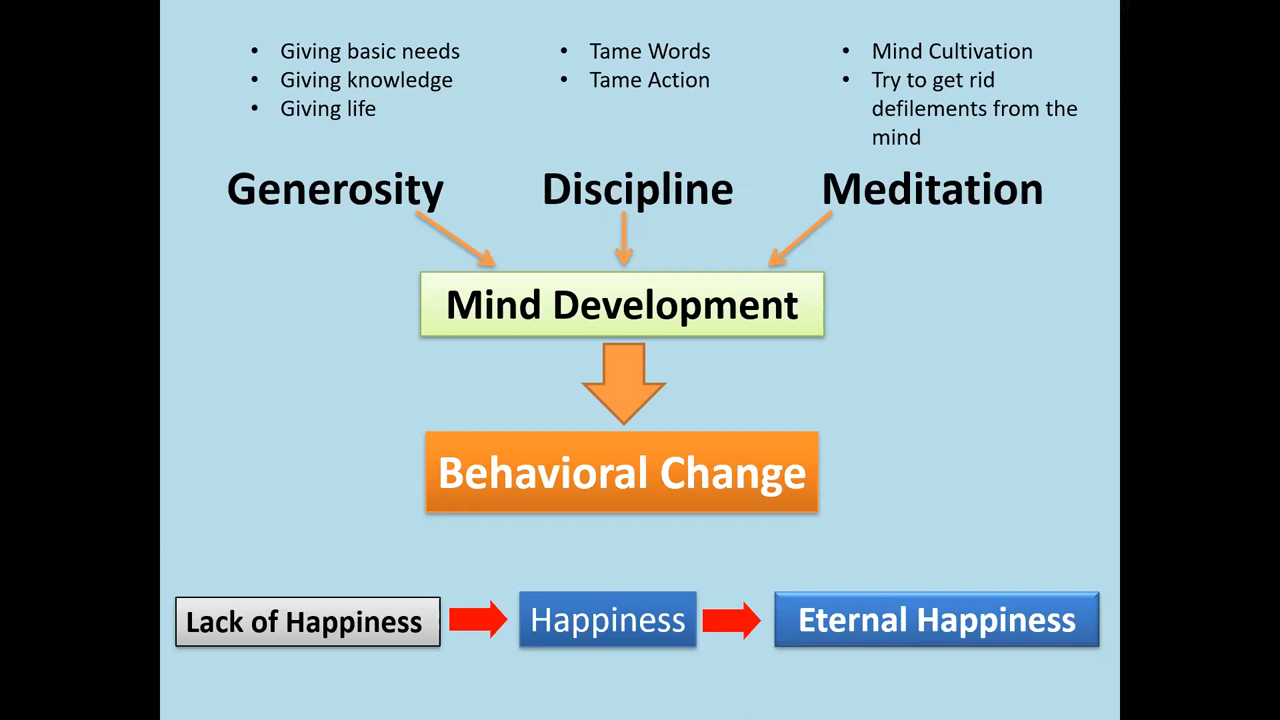 • Giving basic needs
• Giving knowledge
• Giving life
• Tame Words
• Tame Action
• Mind Cultivation
• Try to get rid
defilements from the
mind
Generosity
Discipline
Meditation
Mind Development
Behavioral Change
Lack of Happiness
Happiness
Eternal Happiness